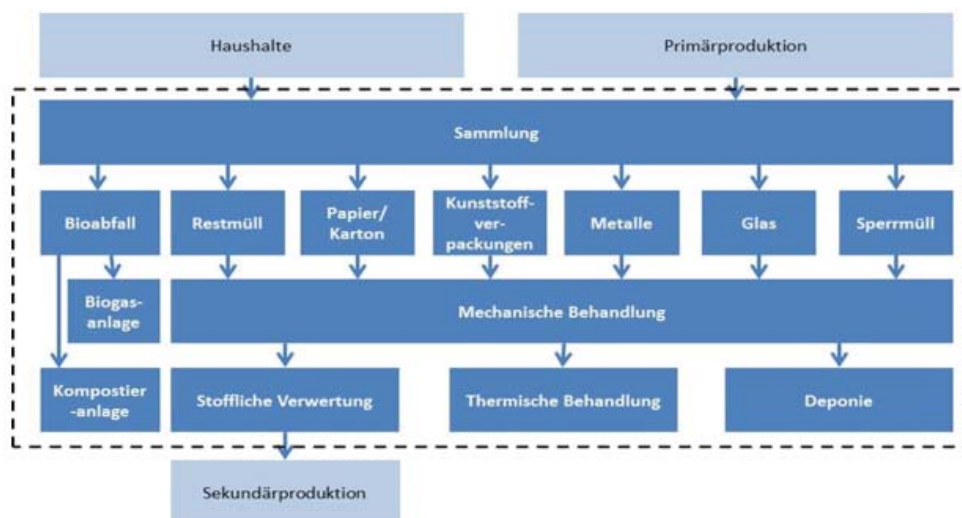 Haushalte
Primärproduktion
Sammlung
Bioabfall
Restmüll
Papier/
Karton
Kunststoff-
ver-
packungen
Metalle
Glas
Sperrmüll
Biogas-
anlage
Mechanische Behandlung
Kompostier
-anlage
Stoffliche Verwertung
Thermische Behandlung
Deponie
Sekundärproduktion